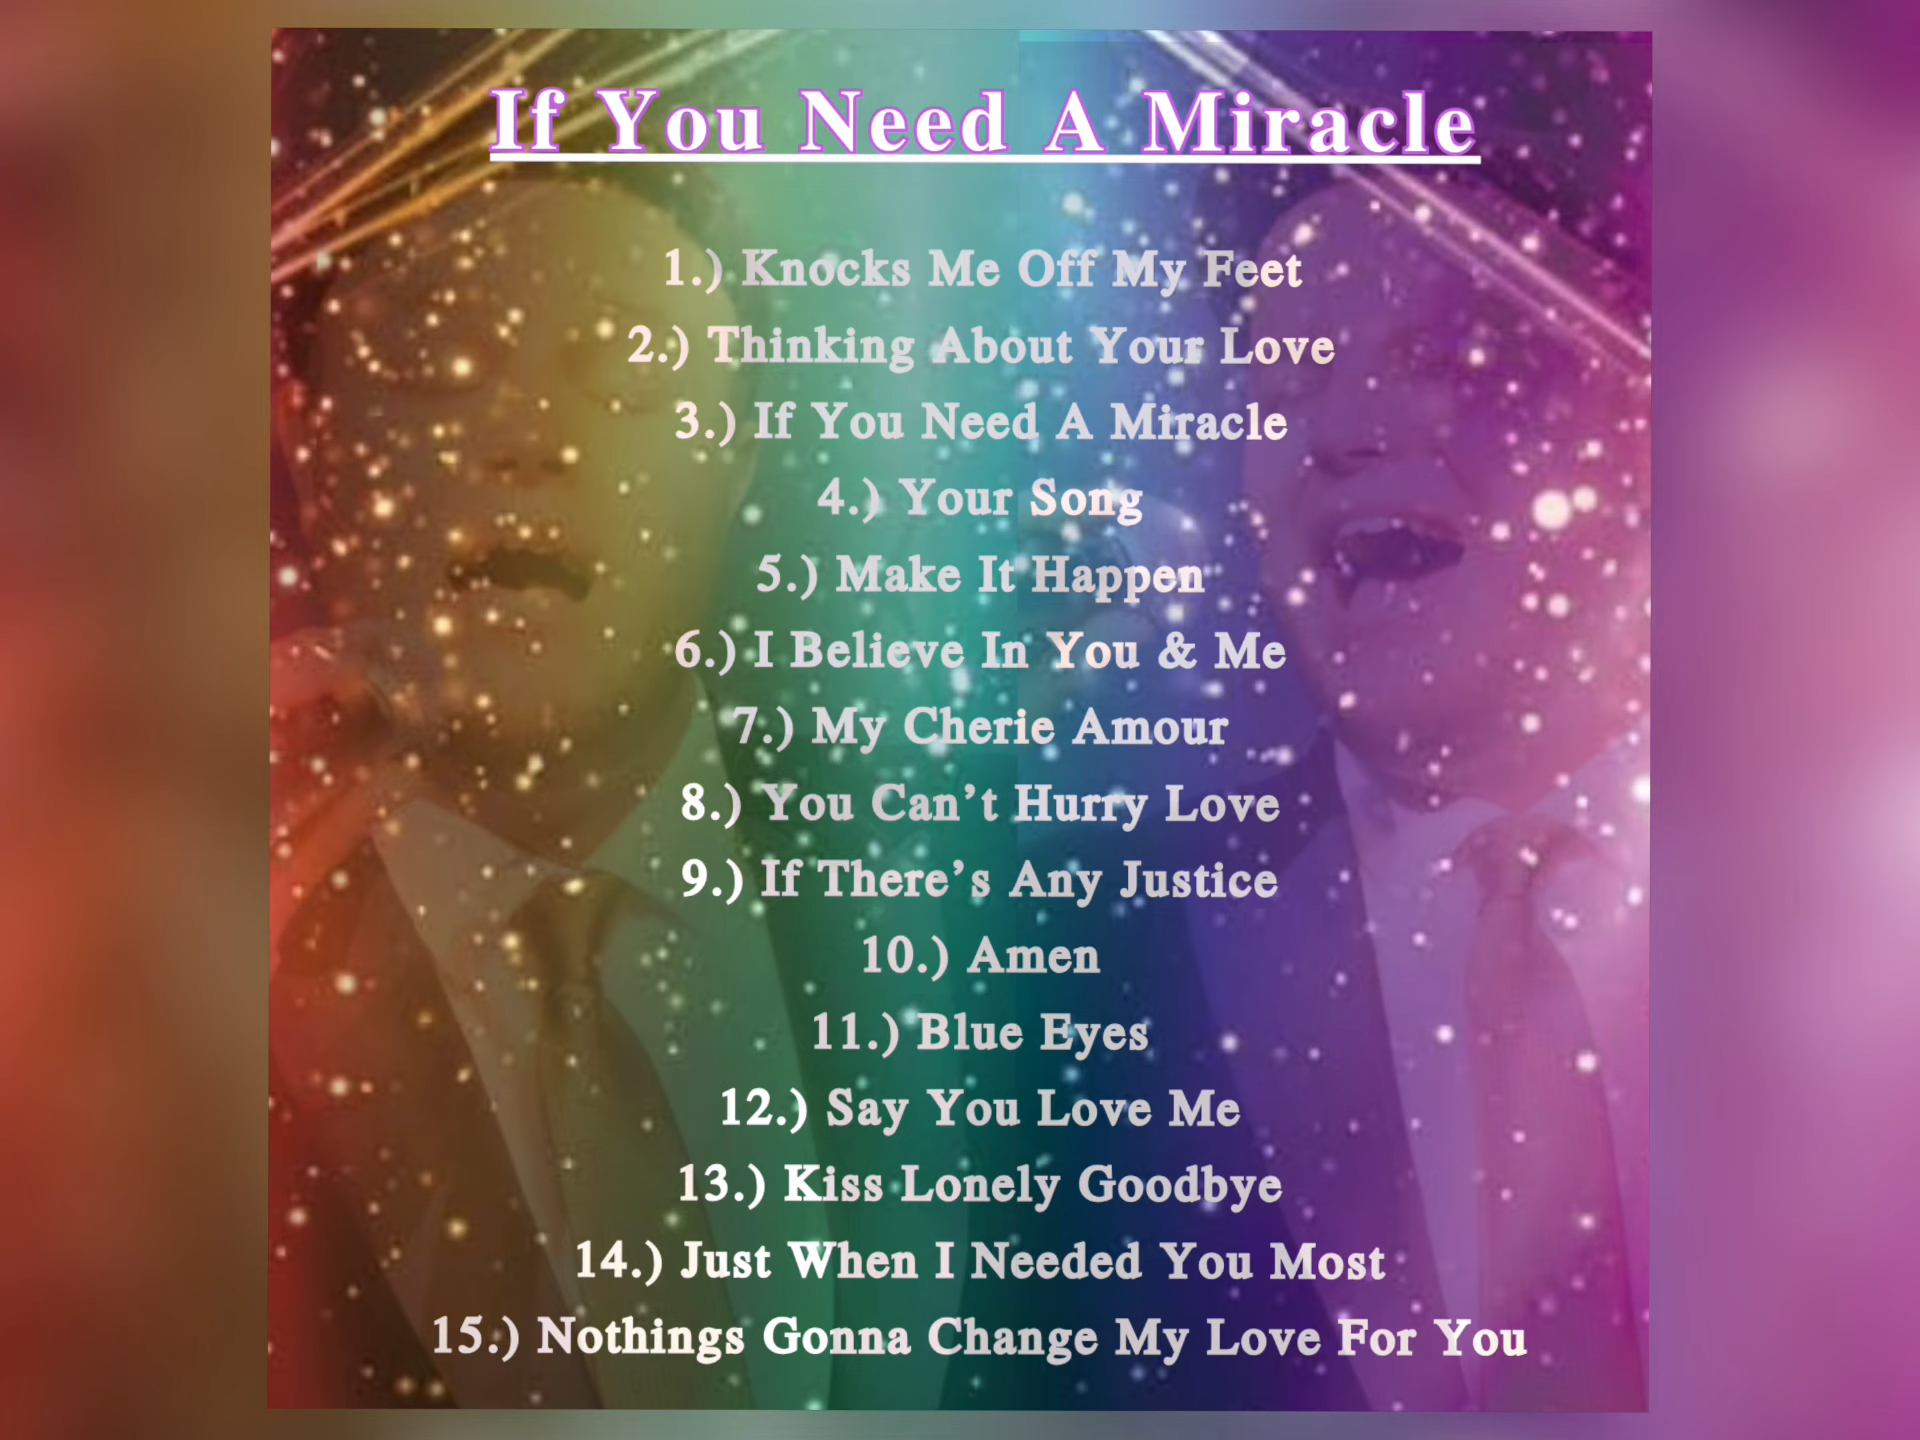 If You Need A Miracle
1.) Knocks Me Off My Feet
2.) Thinking About Your Love
3.) If You Need A Miracle
4.) Your Song
5.) Make It Happen
6.) I Believe In You & Me
7.) My Cherie Amour
8.) You Can’t Hurry Love
9.) If There’s Any Justice
10.) Amen
11.) Blue Eyes
12.) Say You Love Me
13.) Kiss Lonely Goodbye
14.) Just When I Needed You Most
15.) Nothings Gonna Change My Love For You